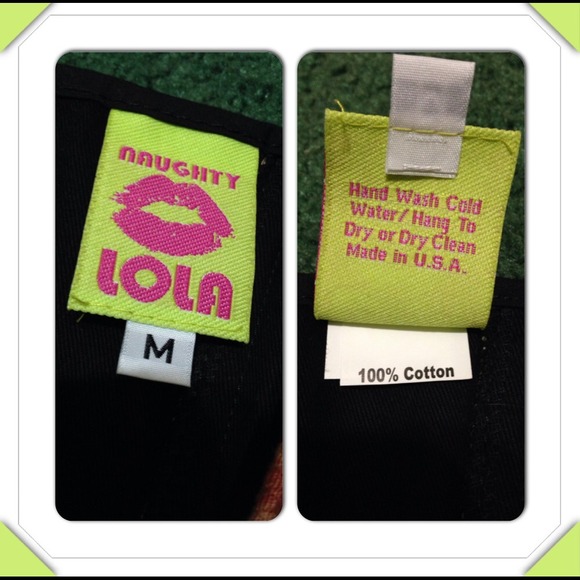 NAUGHTY
LOLA
M
Hand Wash Cold
Water/ Hang To
Dry or Dry Clean
Made in U.S.A.
100% Cotton